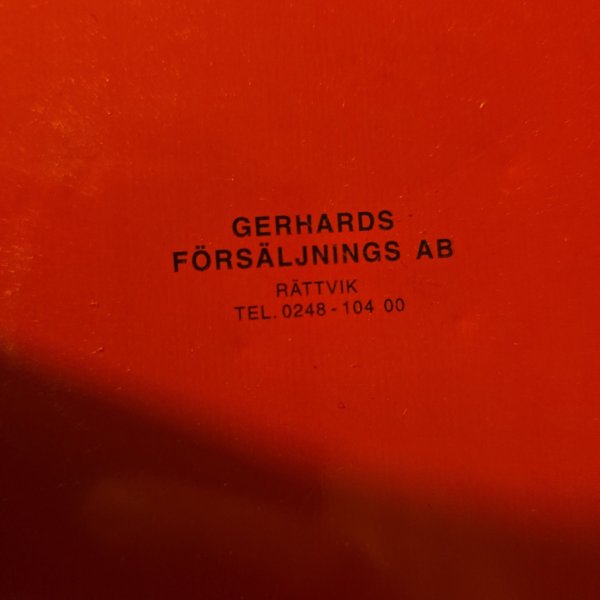 GERHARDS
FÖRSÄLJNINGS AB
RÄTTVIK
TEL. 0248 - 104 00